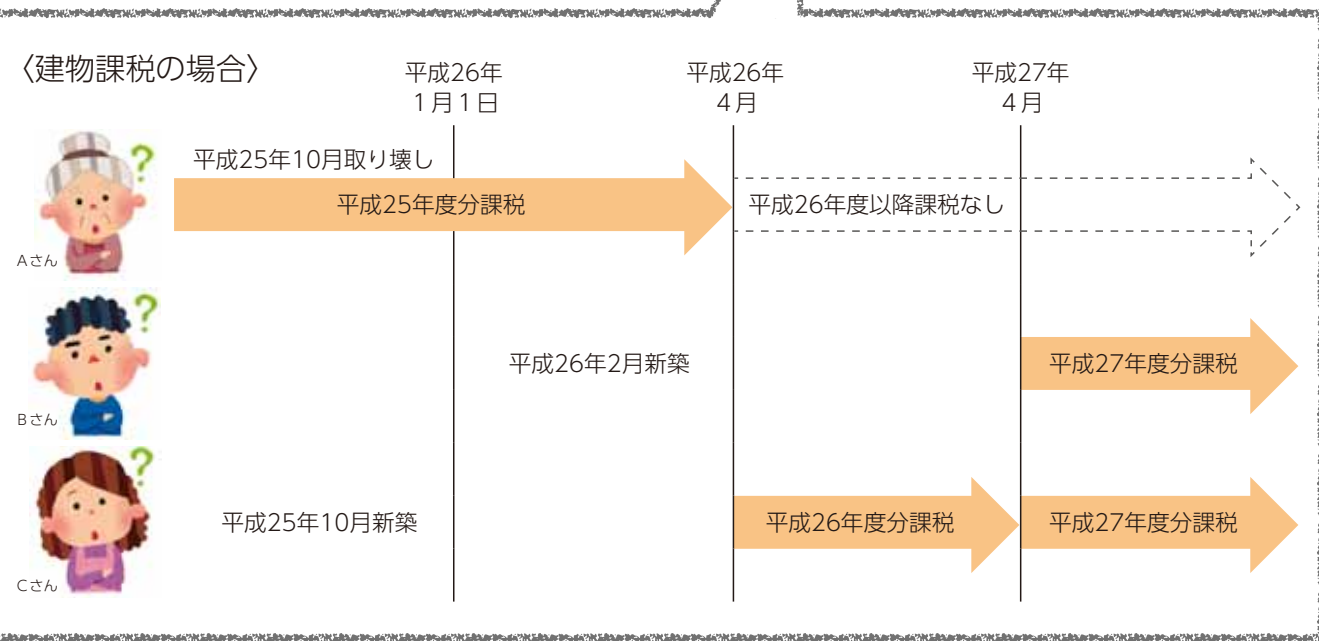 〈建物課税の場合〉
平成26年
1月1日
平成26年
4月
平成27年
4月
?
平成25年10月取り壊し
平成25年度分課税
平成26年度以降課税なし
Aさん
?
平成26年2月新築
平成27年度分課税
Bさん
?
平成25年10月新築
平成26年度分課税
平成27年度分課税
Cさん